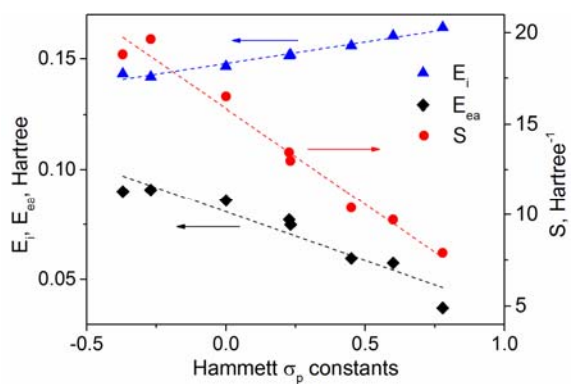 0.15
0.10
0.05
E_i, E_ea, Hartree
20
15
10
5
S, Hartree^-1
E_i
E_ea
S
-0.5
0.0
0.5
1.0
Hammett σ_p constants